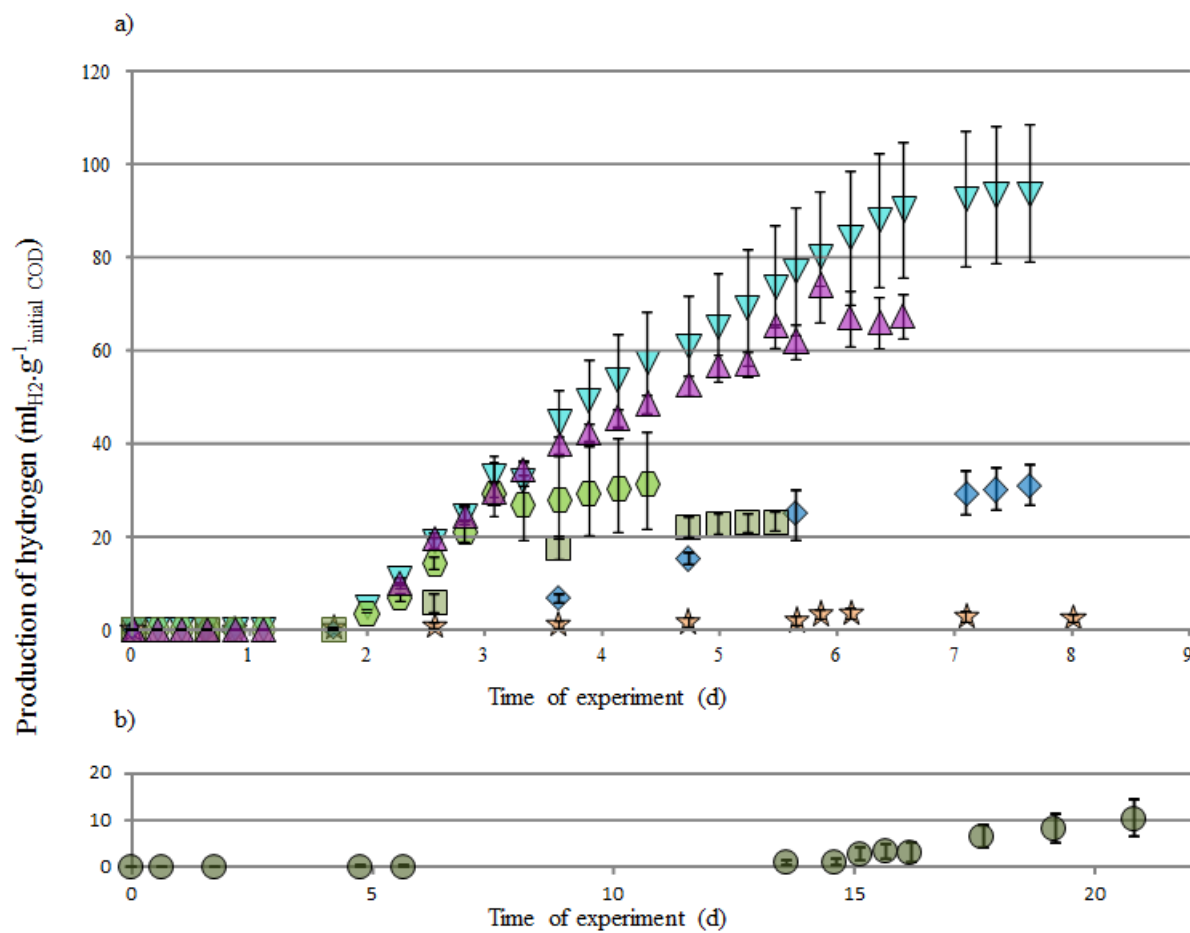 a)
Production of hydrogen (mlH2.g-1initial COD)
120
100
80
60
40
20
0
0 1 2 3 4 5 6 7 8 9
Time of experiment (d)
b)
20
10
0
0 5 10 15 20
Time of experiment (d)